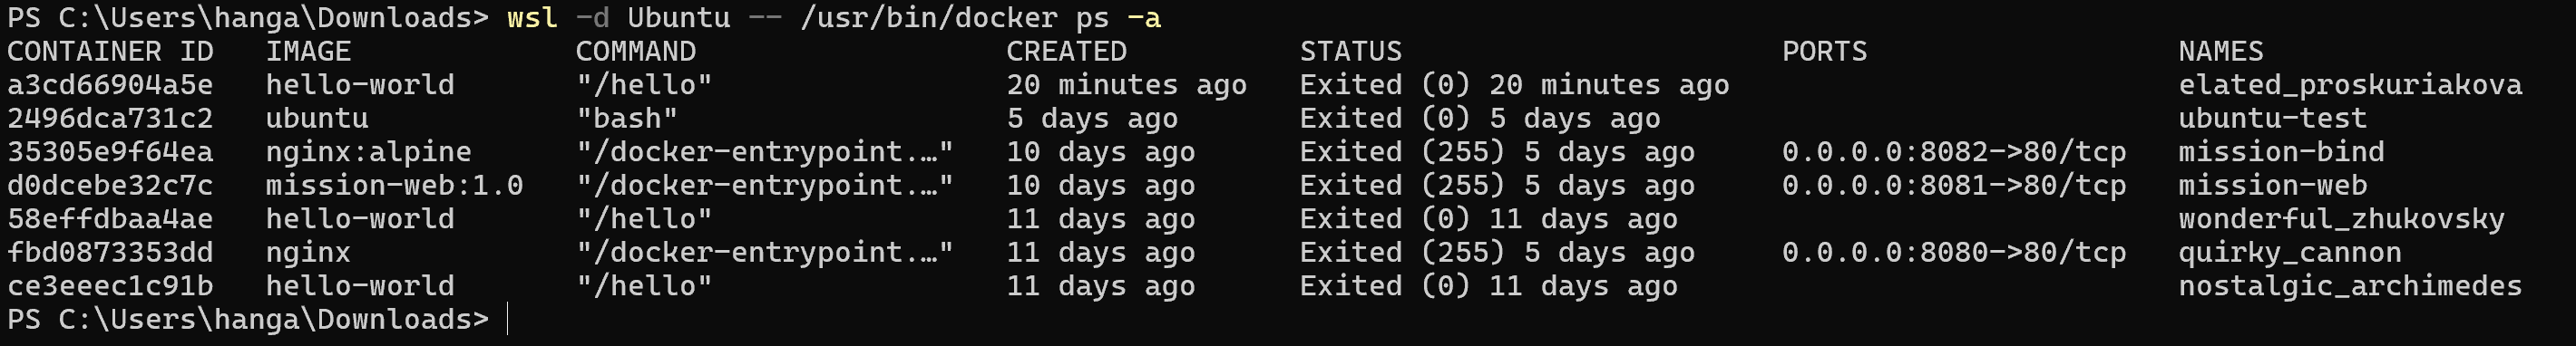 PS C:\Users\hanga\Downloads> wsl -d Ubuntu -- /usr/bin/docker ps -a
CONTAINER ID   IMAGE             COMMAND                  CREATED          STATUS                      PORTS                  NAMES
a3cd66904a5e   hello-world       "/hello"                 20 minutes ago   Exited (0) 20 minutes ago                          elated_proskuriakova
2496dca731c2   ubuntu            "bash"                   5 days ago       Exited (0) 5 days ago                              ubuntu-test
35305e9f64ea   nginx:alpine      "/docker-entrypoint.…"   10 days ago      Exited (255) 5 days ago     0.0.0.0:8082->80/tcp   mission-bind
d0dcebe32c7c   mission-web:1.0   "/docker-entrypoint.…"   10 days ago      Exited (255) 5 days ago     0.0.0.0:8081->80/tcp   mission-web
58effdbaa4ae   hello-world       "/hello"                 11 days ago      Exited (0) 11 days ago                             wonderful_zhukovsky
fbd0873353dd   nginx             "/docker-entrypoint.…"   11 days ago      Exited (255) 5 days ago     0.0.0.0:8080->80/tcp   quirky_cannon
ce3eeec1c91b   hello-world       "/hello"                 11 days ago      Exited (0) 11 days ago                             nostalgic_archimedes
PS C:\Users\hanga\Downloads>